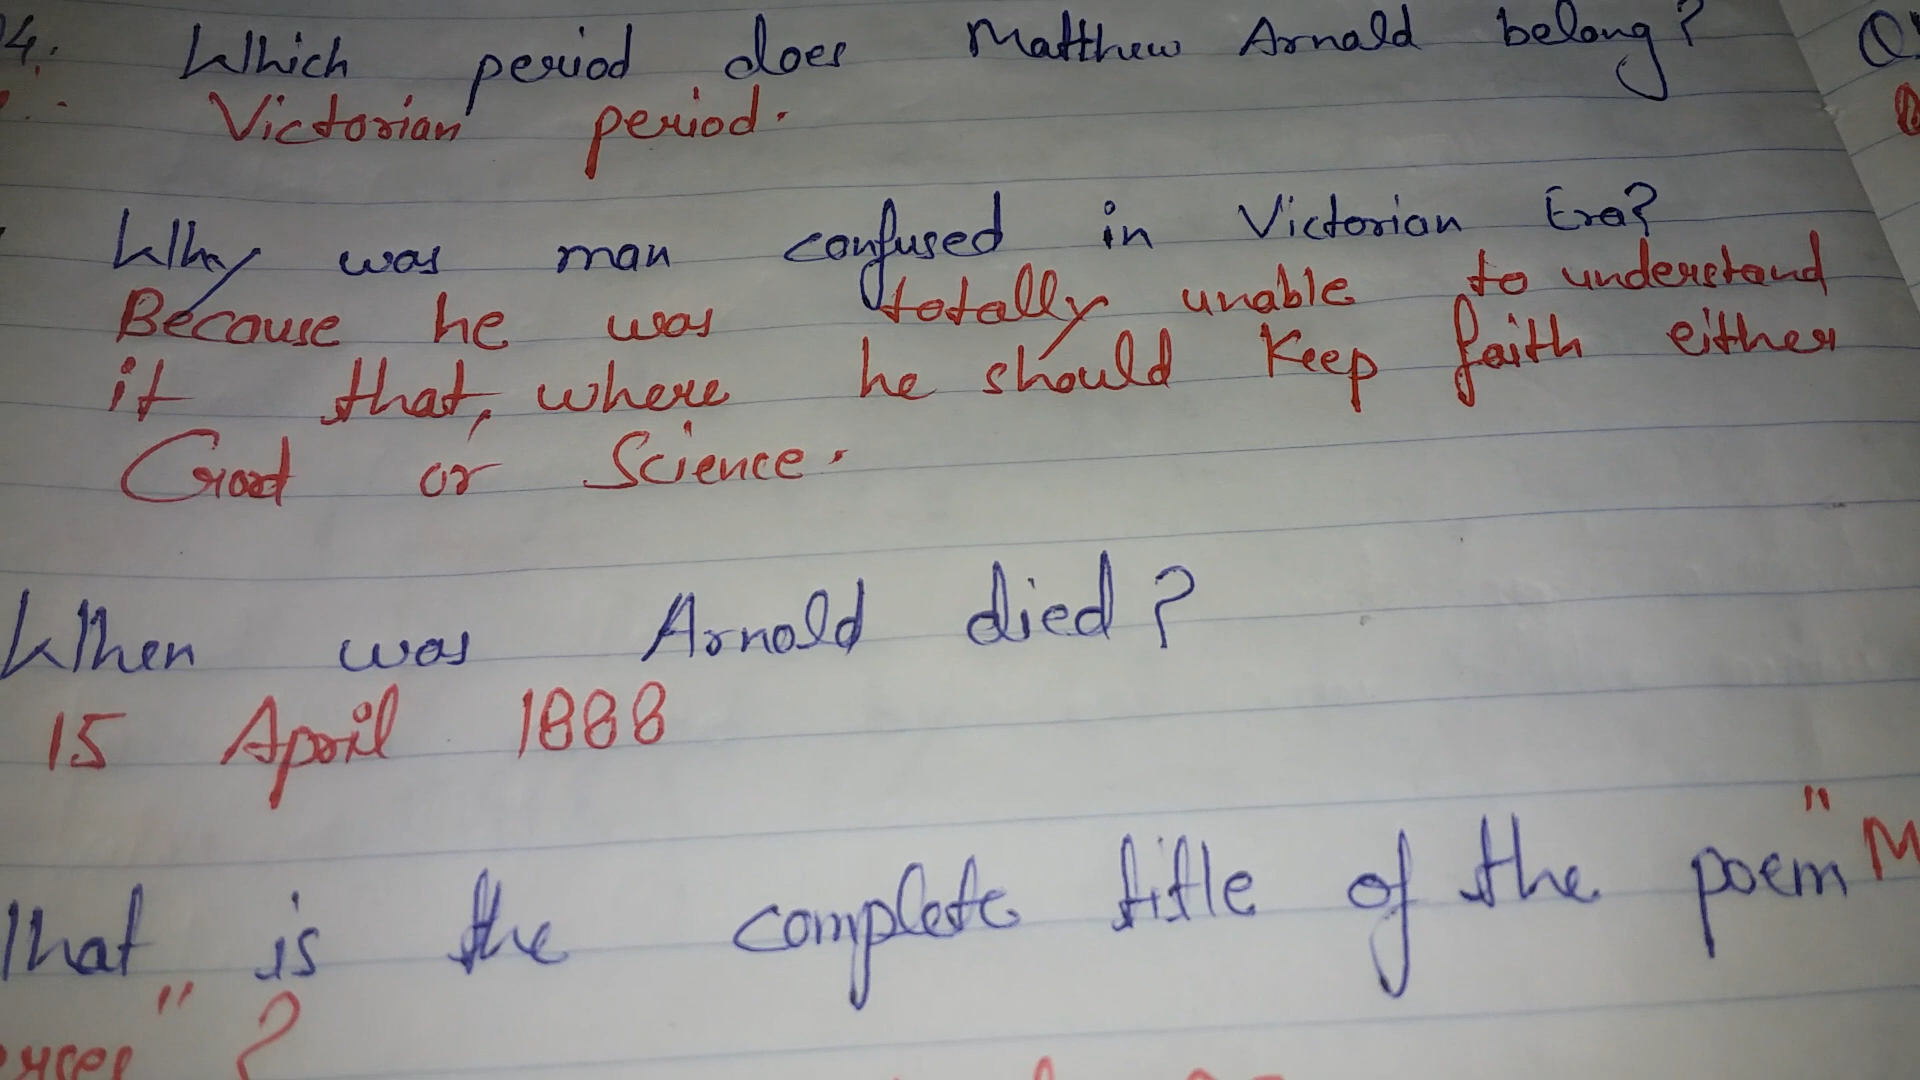 04. Which period does Matthew Arnold belong?
Victorian period.
Why was man confused in Victorian Era?
Because he was totally unable to understand
it that, where he should keep faith either
God or Science.
When was Arnold died?
15 April 1888
What is the complete title of the poem "M
" ?